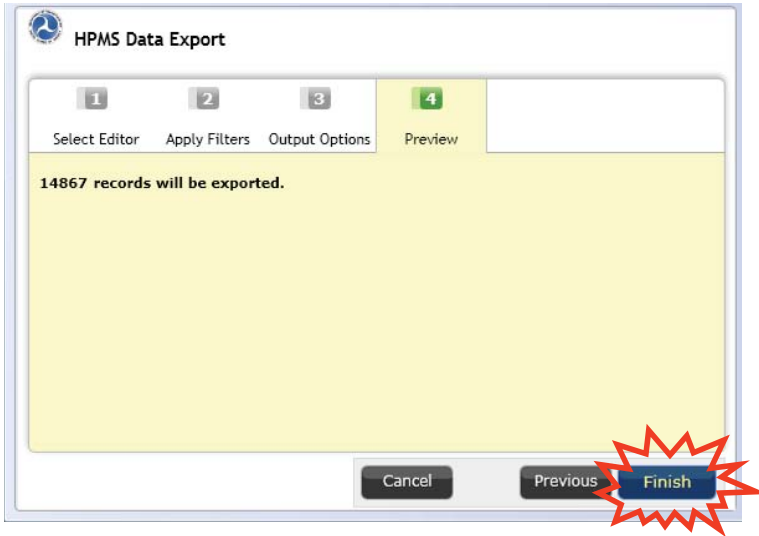 HPMS Data Export
1 2 3 4
Select Editor Apply Filters Output Options Preview
14867 records will be exported.
Cancel Previous Finish